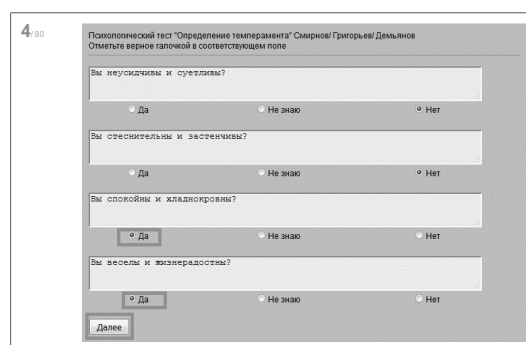 4/ 80
Психологический тест "Определение темперамента" Смирнов/ Григорьев/ Демьянов
Отметьте верное галочкой в соответствующем поле
Вы неусидчивы и суетливы?
Да Не знаю Нет
Вы стеснительны и застенчивы?
Да Не знаю Нет
Вы спокойны и хладнокровны?
Да Не знаю Нет
Вы веселы и жизнерадостны?
Да Не знаю Нет
Далее